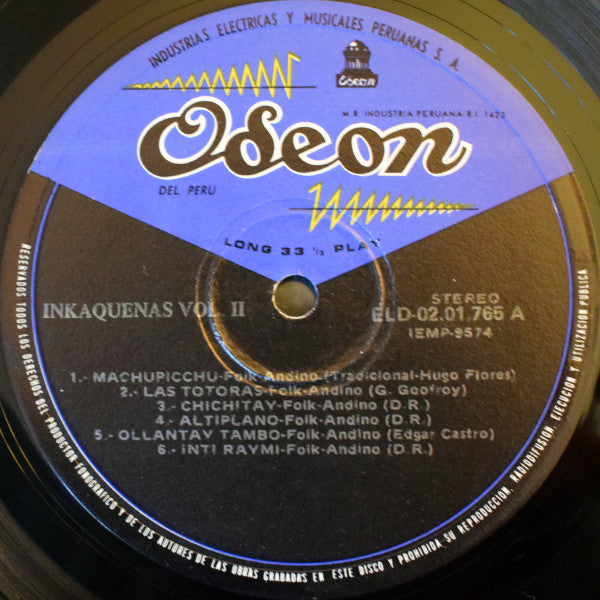 INDUSTRIAS ELECTRICAS Y MUSICALES PERUANAS S. A.
Odeon
M.R. INDUSTRIA PERUANA-R.I. 1423
Odeon
DEL PERU
LONG 33 ⅓ PLAY
INKAQUENAS VOL. II
STEREO
ELD-02.01.765 A
IEMP-9574
1.- MACHUPICCHU-Folk-Andino (Tradicional-Hugo Flores)
2.- LAS TOTORAS-Folk-Andino (G. Goofroy)
3.- CHICHITAY-Folk-Andino (D.R.)
4.- ALTIPLANO-Folk-Andino (D.R.)
5.- OLLANTAY TAMBO-Folk-Andino (Edgar Castro)
6.- INTI RAYMI-Folk-Andino (D.R.)
RESERVADOS TODOS LOS DERECHOS DEL PRODUCTOR FONOGRAFICO Y DE LOS AUTORES DE LAS OBRAS GRABADAS EN ESTE DISCO Y PROHIBIDA SU REPRODUCCION, RADIODIFUSION, EJECUCION Y UTILIZACION PUBLICA